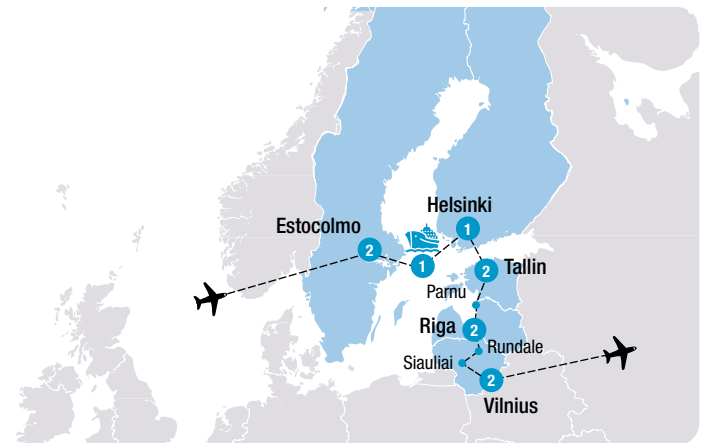 Helsinki
1
Estocolmo
2
1
2
Tallin
Parnu
Riga
2
Rundale
Siauliai
2
Vilnius